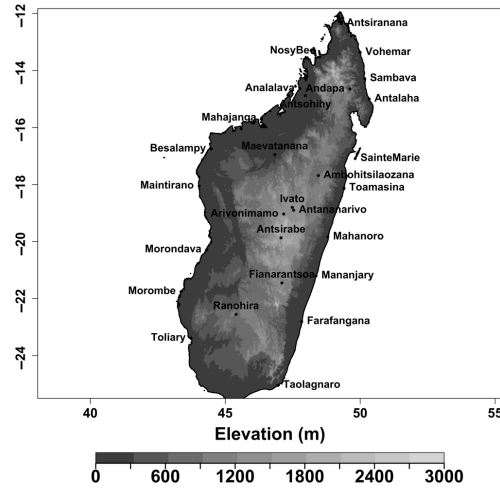 −12
Antsiranana
NosyBee
Vohemar
−14
Sambava
Analalava
Andapa
Antsohihy
Antalaha
Mahajanga
−16
Besalampy
Maevatanana
SainteMarie
Ambohitsilaozana
Maintirano
−18
Toamasina
Ivato
Arivonimamo
Antananarivo
Antsirabe
Mahanoro
−20
Morondava
Fianarantsoa
Mananjary
Morombe
−22
Ranohira
Farafangana
Toliary
−24
Taolagnaro
40 45 50 55
Elevation (m)
0 600 1200 1800 2400 3000